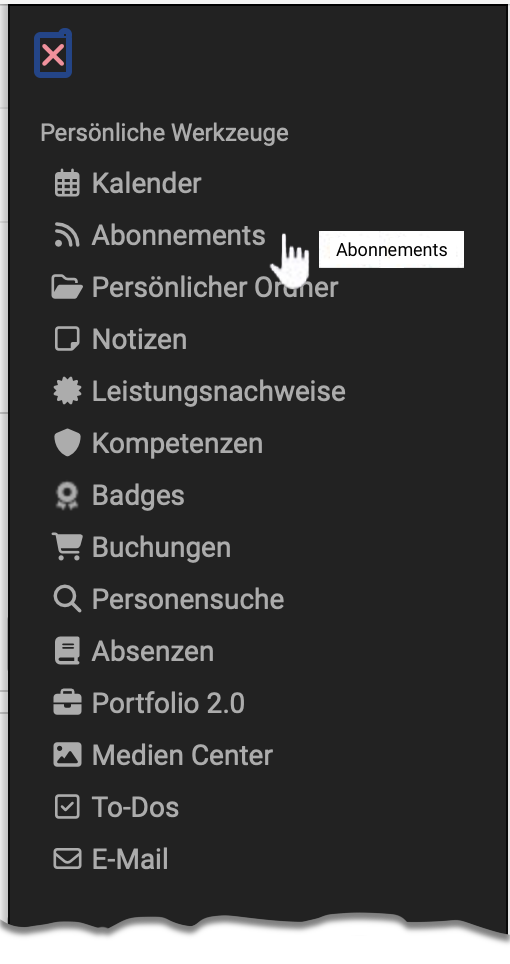 Persönliche Werkzeuge
Kalender
Abonnements
Abonnements
Persönlicher Ordner
Notizen
Leistungsnachweise
Kompetenzen
Badges
Buchungen
Personensuche
Absenzen
Portfolio 2.0
Medien Center
To-Dos
E-Mail